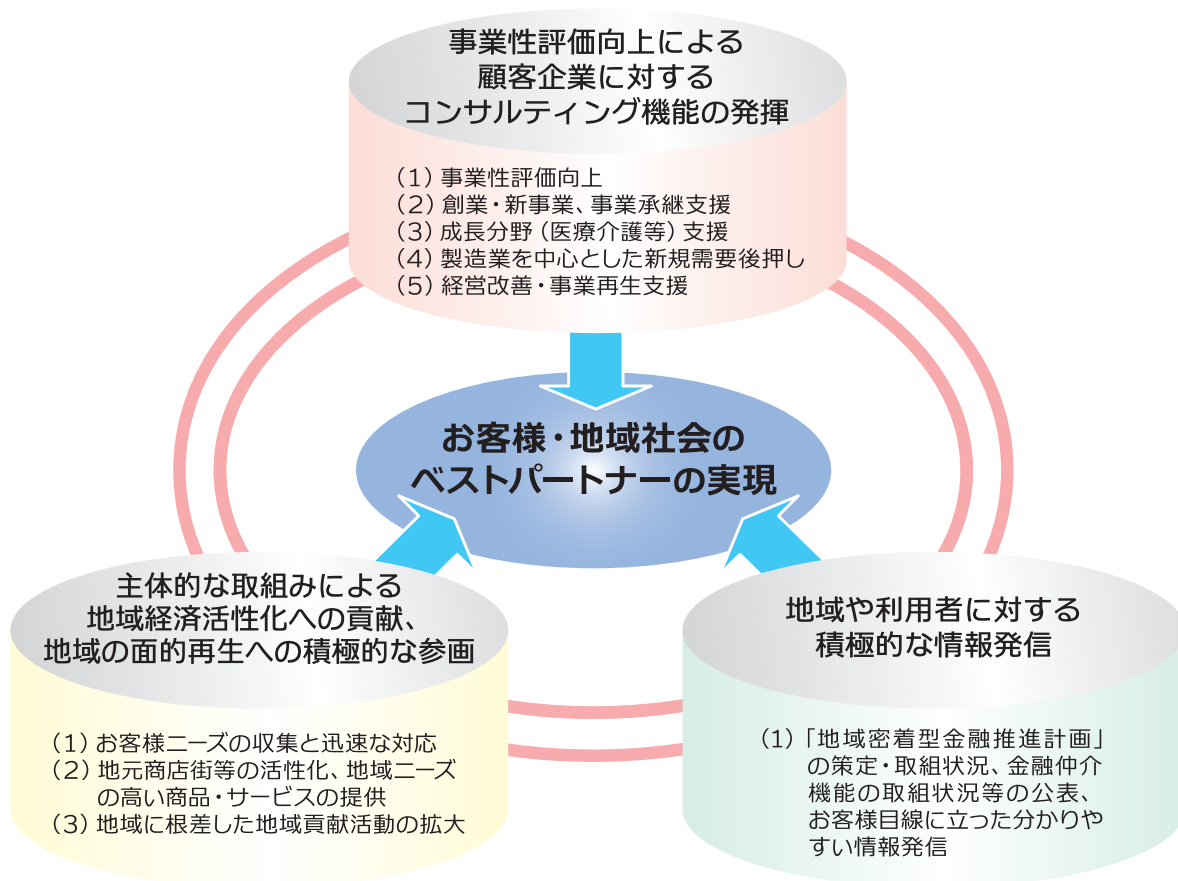 事業性評価向上による
顧客企業に対する
コンサルティング機能の発揮
(1) 事業性評価向上
(2) 創業・新事業、事業承継支援
(3) 成長分野(医療介護等)支援
(4) 製造業を中心とした新規需要後押し
(5) 経営改善・事業再生支援
お客様・地域社会の
ベストパートナーの実現
主体的な取組みによる
地域経済活性化への貢献、
地域の面的再生への積極的な参画
(1) お客様ニーズの収集と迅速な対応
(2) 地元商店街等の活性化、地域ニーズ
の高い商品・サービスの提供
(3) 地域に根差した地域貢献活動の拡大
地域や利用者に対する
積極的な情報発信
(1) 「地域密着型金融推進計画」
の策定・取組状況、金融仲介
機能の取組状況等の公表、
お客様目線に立った分かりや
すい情報発信